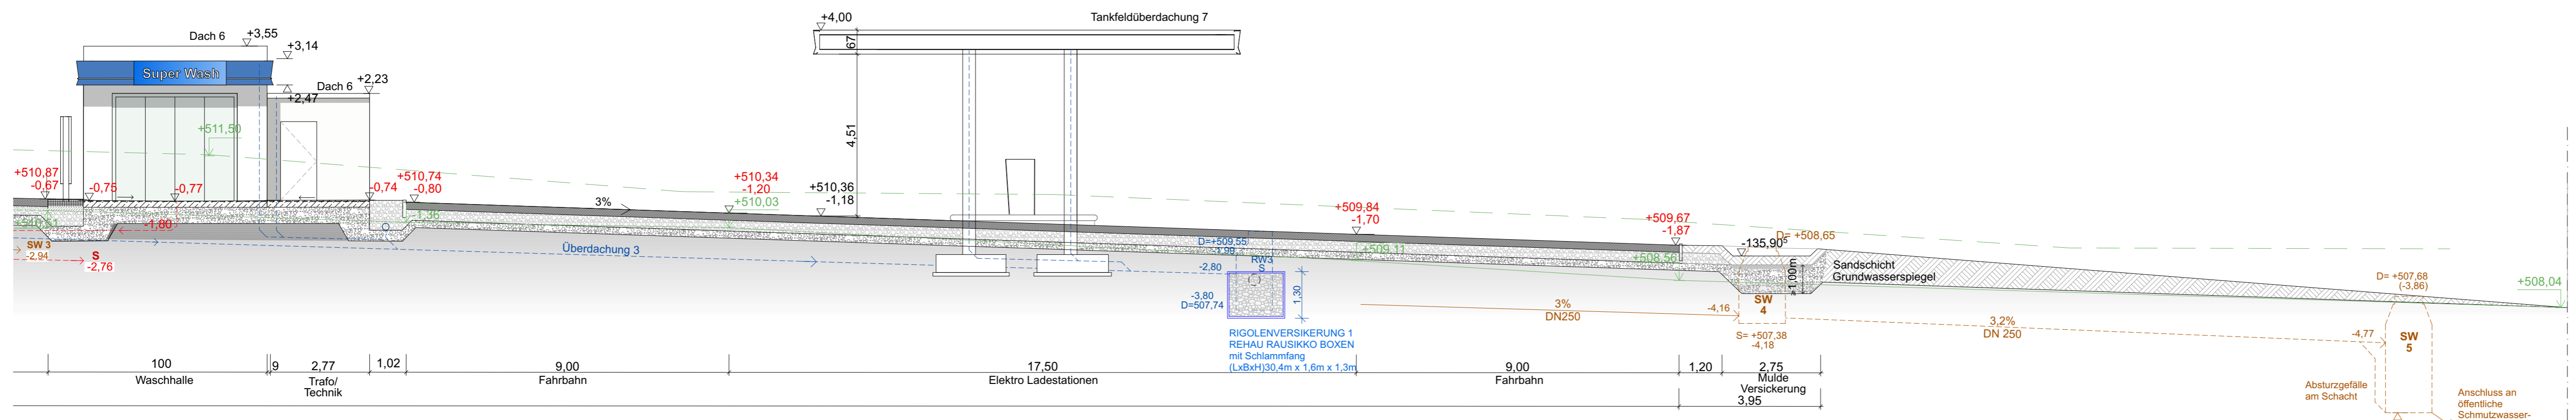 Dach 6
+3,55
+3,14
Super Wash
+2,47
Dach 6
+2,23
+511,50
+510,87
-0,67
-0,75
-0,77
-0,74
+510,74
-0,80
-1,36
-1,80
SW 3
-2,94
S
-2,76
3%
Überdachung 3
+510,34
-1,20
+510,03
+510,36
-1,18
+4,00
67
4,51
Tankfeldüberdachung 7
D=+509,55
-1,99
RW3
S
-2,80
-3,80
D=507,74
1,30
RIGOLENVERSIKERUNG 1
REHAU RAUSIKKO BOXEN
mit Schlammfang
(LxBxH)30,4m x 1,6m x 1,3m
+509,84
-1,70
+509,11
+509,67
-1,87
+508,56
-135,90⁵
D= +508,65
≥1,00m
Sandschicht
Grundwasserspiegel
SW
4
-4,16
S= +507,38
-4,18
3%
DN250
3,2%
DN 250
D= +507,68
(-3,86)
-4,77
SW
5
+508,04
Absturzgefälle
am Schacht
Anschluss an
öffentliche
Schmutzwasser-
100
Waschhalle
9
2,77
Trafo/
Technik
1,02
9,00
Fahrbahn
17,50
Elektro Ladestationen
9,00
Fahrbahn
1,20
2,75
Mulde
Versickerung
3,95